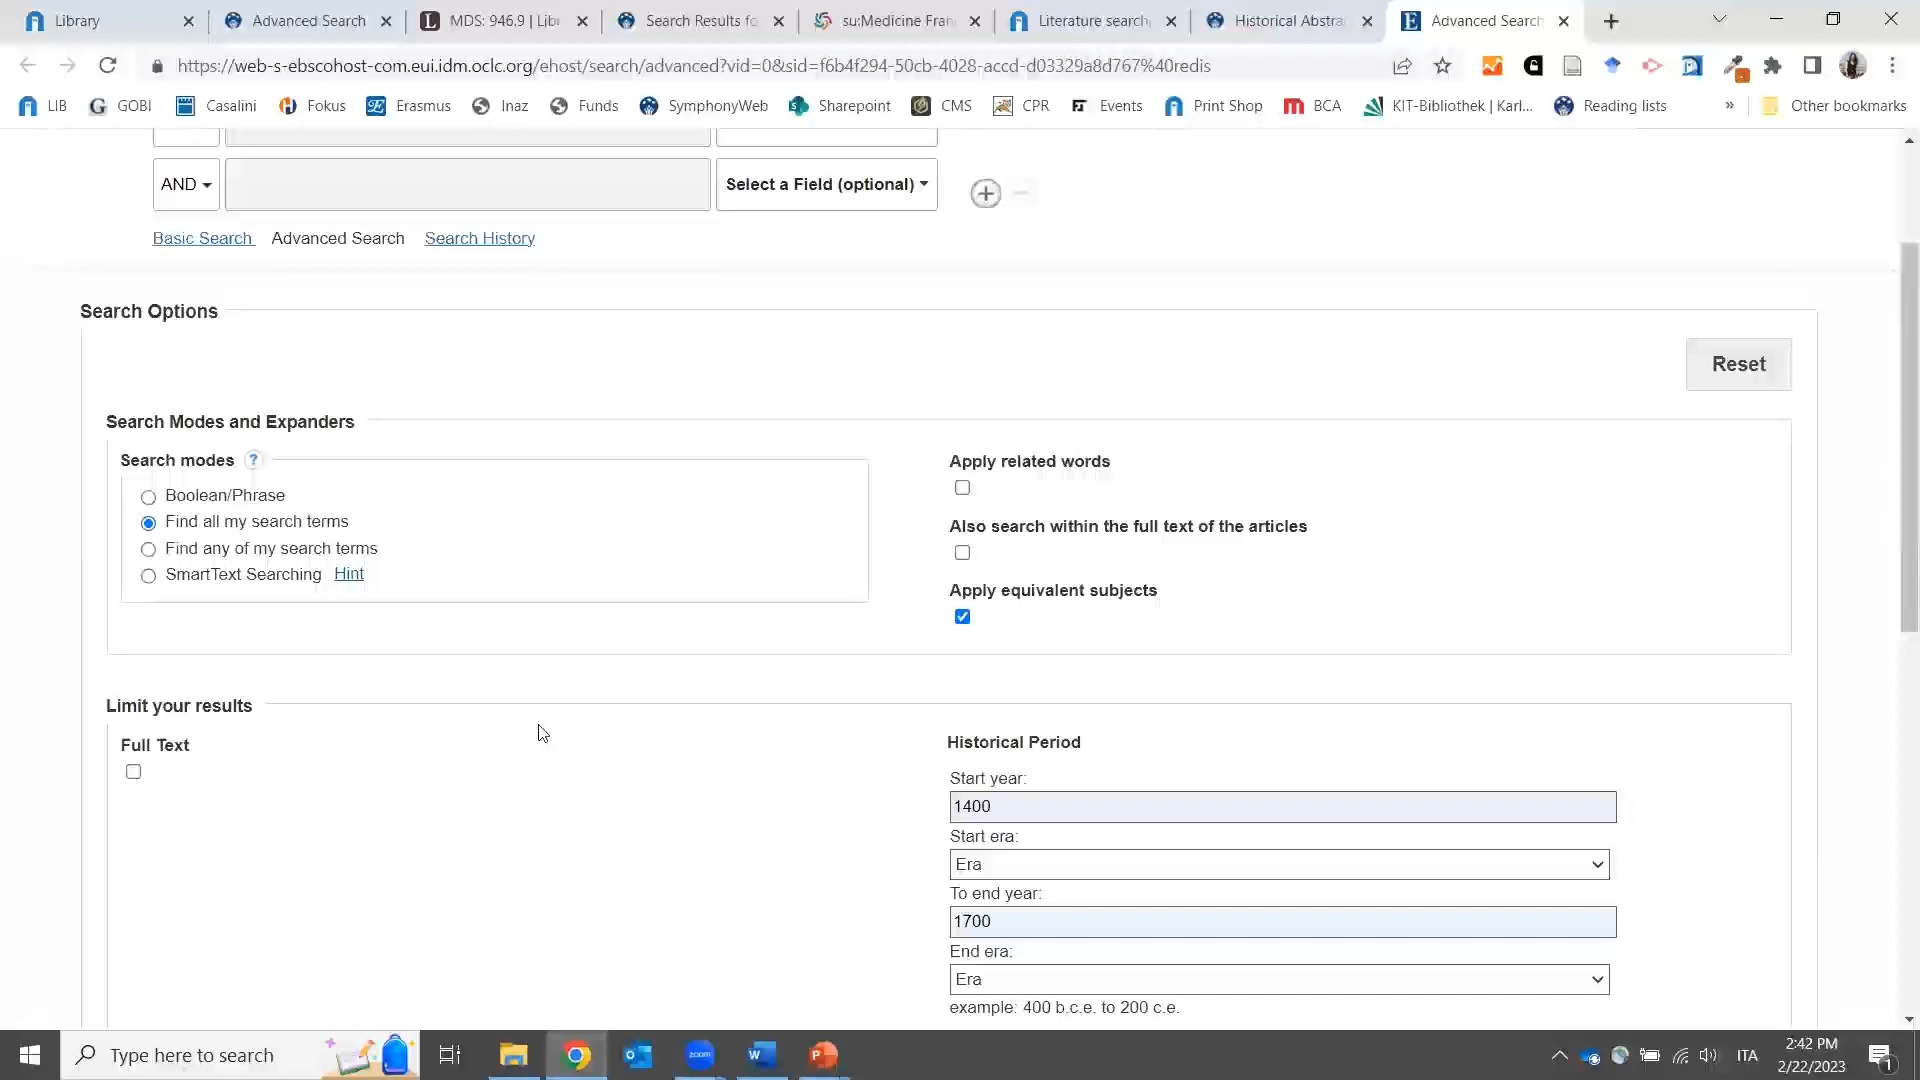 Library
Advanced Search
MDS: 946.9 | Lib
Search Results fo
su:Medicine Fran
Literature search
Historical Abstra
Advanced Search
https://web-s-ebscohost-com.eui.idm.oclc.org/ehost/search/advanced?vid=0&sid=f6b4f294-50cb-4028-accd-d03329a8d767%40redis
LIB GOBI Casalini Fokus Erasmus Inaz Funds SymphonyWeb Sharepoint CMS CPR Events Print Shop BCA KIT-Bibliothek | Karl... Reading lists » Other bookmarks
AND Select a Field (optional)
Basic Search Advanced Search Search History
Search Options
Reset
Search Modes and Expanders
Search modes ?
Boolean/Phrase
Find all my search terms
Find any of my search terms
SmartText Searching Hint
Apply related words
Also search within the full text of the articles
Apply equivalent subjects
Limit your results
Full Text
Historical Period
Start year:
1400
Start era:
Era
To end year:
1700
End era:
Era
example: 400 b.c.e. to 200 c.e.
Type here to search
zoom
ITA
2:42 PM
2/22/2023
1